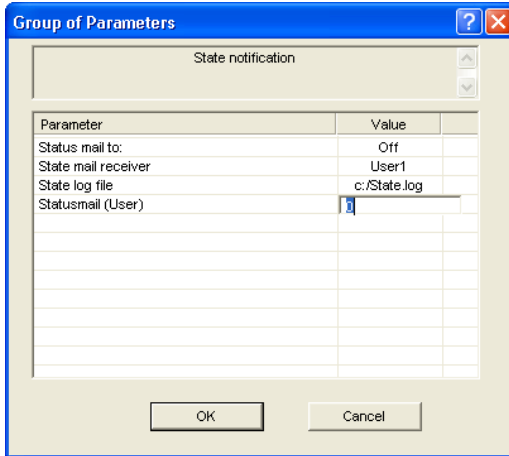 Group of Parameters
State notification
Parameter Value
Status mail to: Off
State mail receiver User1
State log file c:/State.log
Statusmail (User) 0
OK Cancel